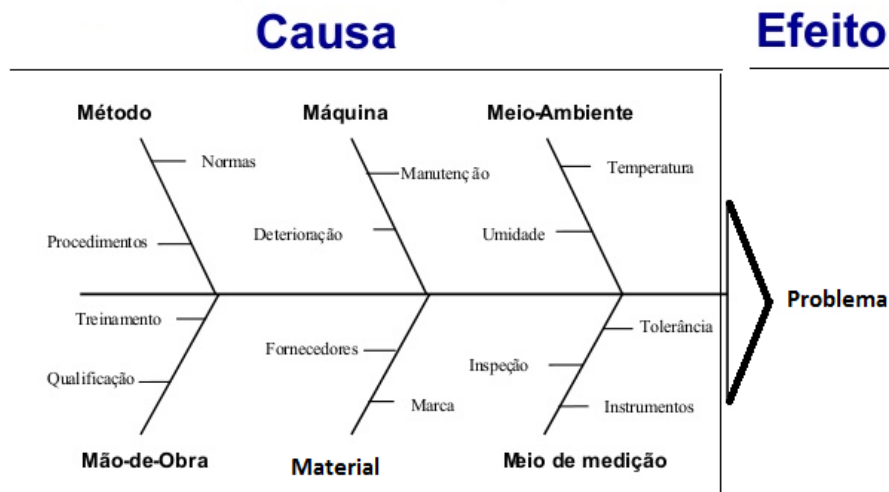 Causa
Efeito
Método
Máquina
Meio-Ambiente
Normas
Manutenção
Temperatura
Procedimentos
Deterioração
Umidade
Problema
Treinamento
Tolerância
Fornecedores
Inspeção
Qualificação
Marca
Instrumentos
Mão-de-Obra
Material
Meio de medição